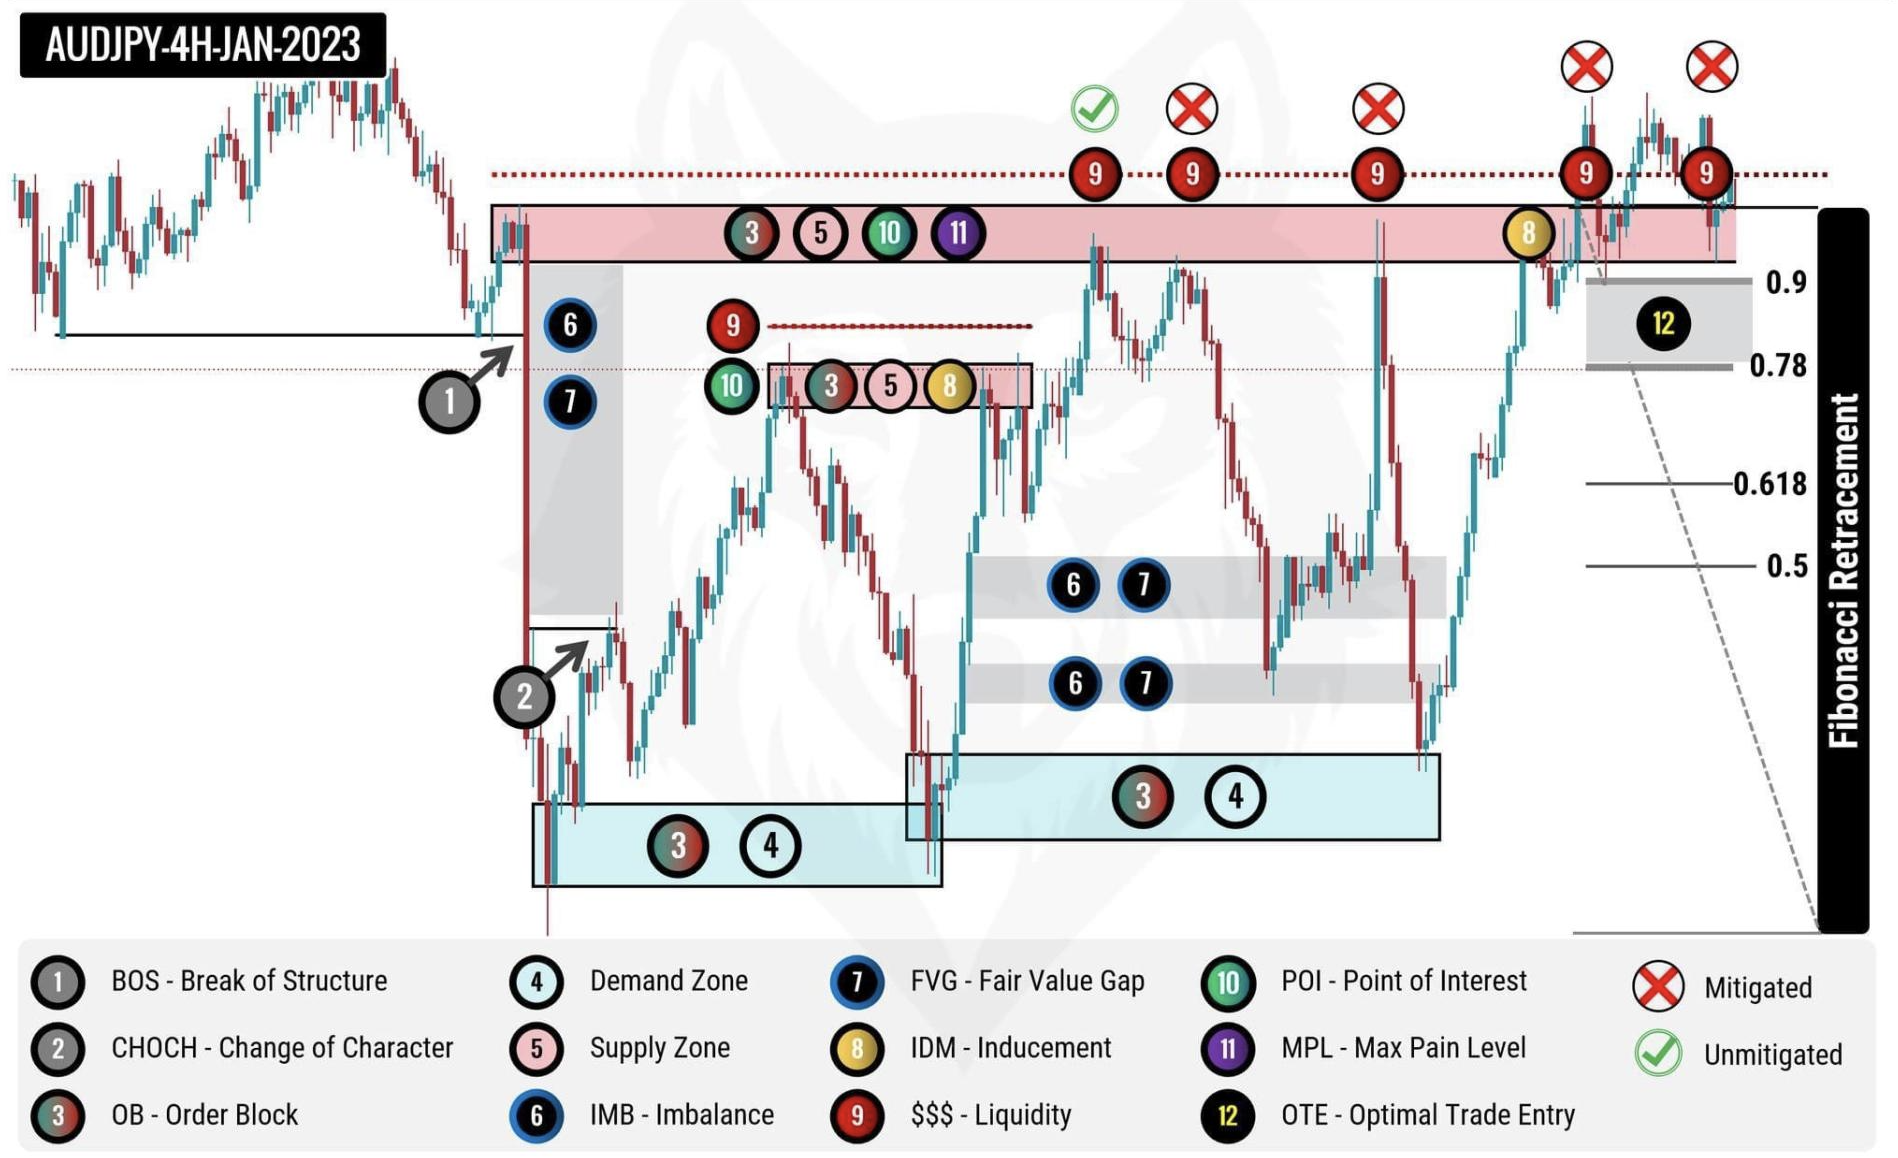 AUDJPY-4H-JAN-2023
9 9 9 9 9
3 5 10 11 8
0.9
6 9 12
0.78
1 7 10 3 5 8
0.618
0.5
6 7
2 6 7
3 4
3 4
Fibonacci Retracement
1 BOS - Break of Structure
2 CHOCH - Change of Character
3 OB - Order Block
4 Demand Zone
5 Supply Zone
6 IMB - Imbalance
7 FVG - Fair Value Gap
8 IDM - Inducement
9 $$$ - Liquidity
10 POI - Point of Interest
11 MPL - Max Pain Level
12 OTE - Optimal Trade Entry
Mitigated
Unmitigated